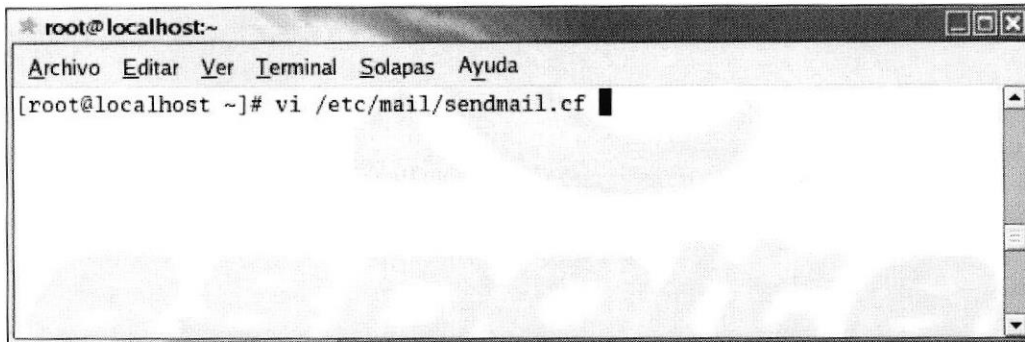 root@localhost:~
Archivo Editar Ver Terminal Solapas Ayuda
[root@localhost ~]# vi /etc/mail/sendmail.cf